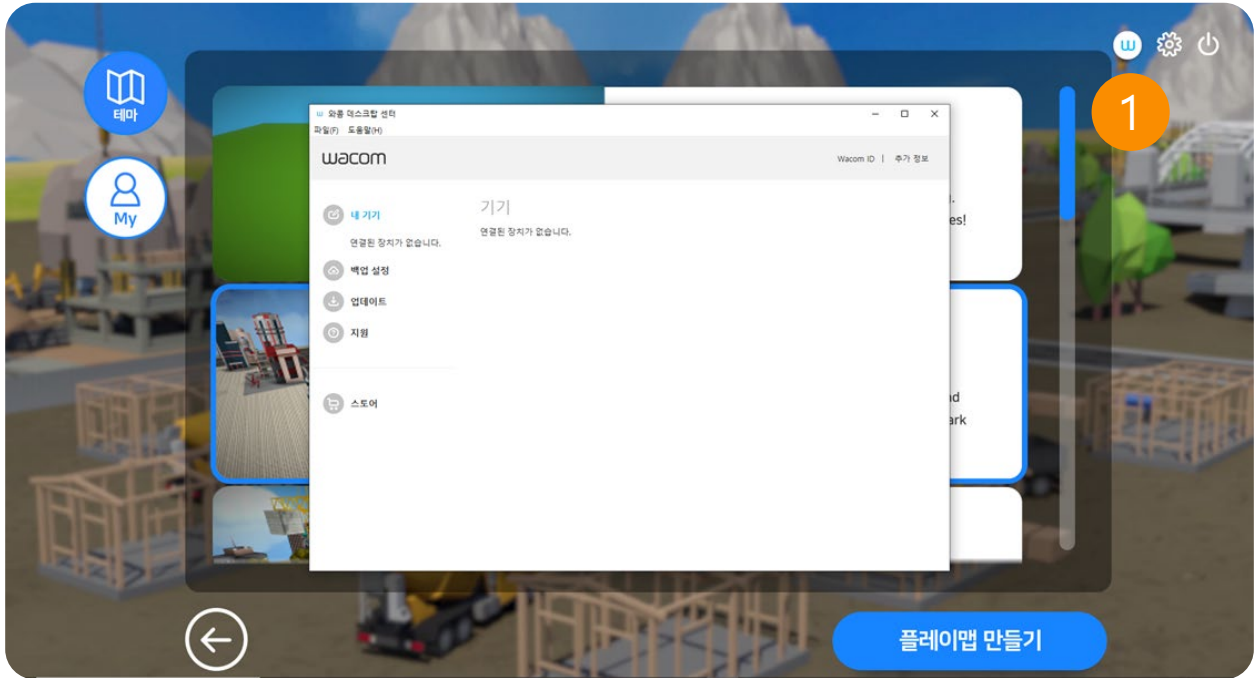 w
1
테마
My
와콤 데스크탑 센터
파일(F) 도움말(H)
wacom
Wacom ID | 추가 정보
내 기기
연결된 장치가 없습니다.
백업 설정
업데이트
지원
스토어
기기
연결된 장치가 없습니다.
es!
ark
플레이맵 만들기